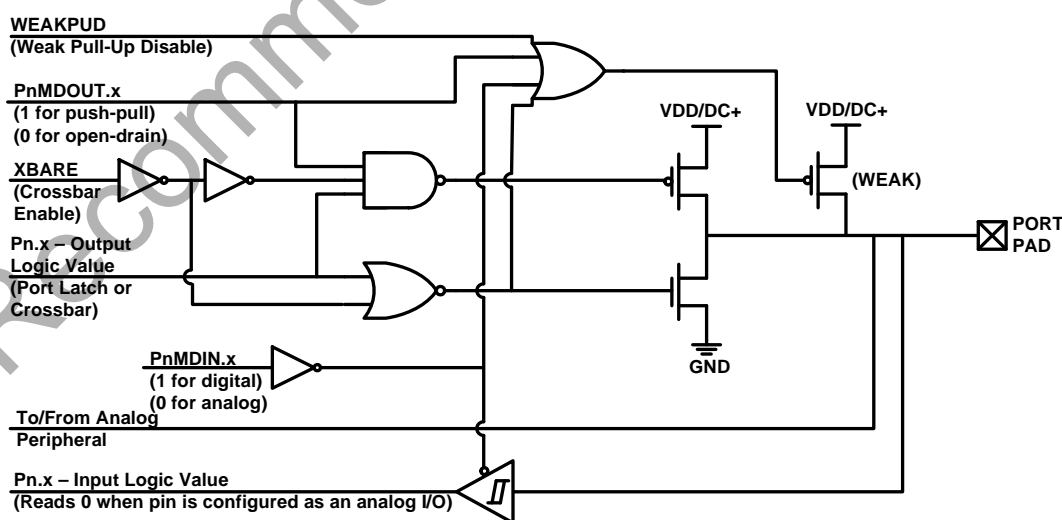 WEAKPUD
(Weak Pull-Up Disable)
PnMDOUT.x
(1 for push-pull)
(0 for open-drain)
XBARE
(Crossbar
Enable)
Pn.x – Output
Logic Value
(Port Latch or
Crossbar)
PnMDIN.x
(1 for digital)
(0 for analog)
To/From Analog
Peripheral
Pn.x – Input Logic Value
(Reads 0 when pin is configured as an analog I/O)
VDD/DC+
VDD/DC+
(WEAK)
PORT
PAD
GND
Recomm